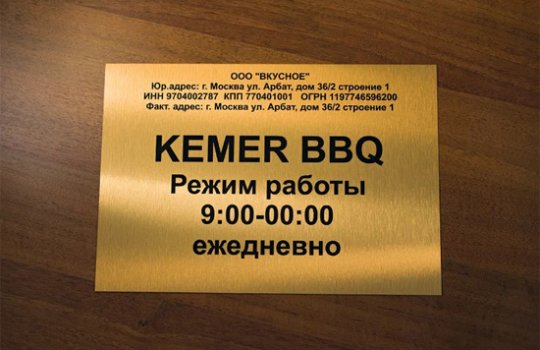 ООО "ВКУСНОЕ"
Юр.адрес: г. Москва ул. Арбат, дом 36/2 строение 1
ИНН 9704002787 КПП 770401001 ОГРН 1197746596200
Факт. адрес: г. Москва ул. Арбат, дом 36/2 строение 1
KEMER BBQ
Режим работы
9:00-00:00
ежедневно